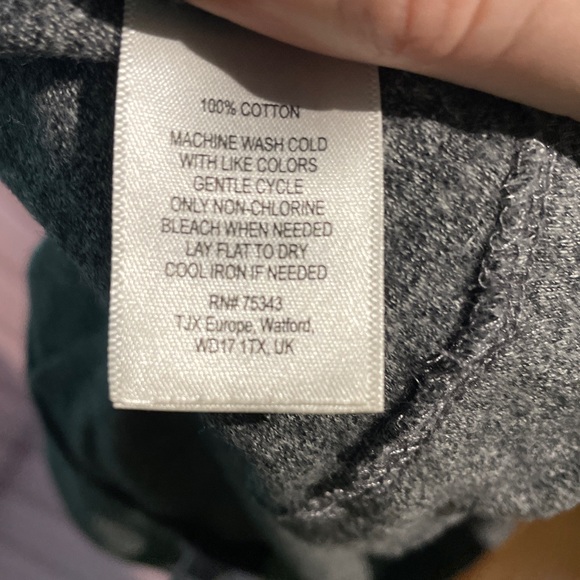 100% COTTON
MACHINE WASH COLD
WITH LIKE COLORS
GENTLE CYCLE
ONLY NON-CHLORINE
BLEACH WHEN NEEDED
LAY FLAT TO DRY
COOL IRON IF NEEDED
RN# 75343
TJX Europe, Watford,
WD17 1TX, UK